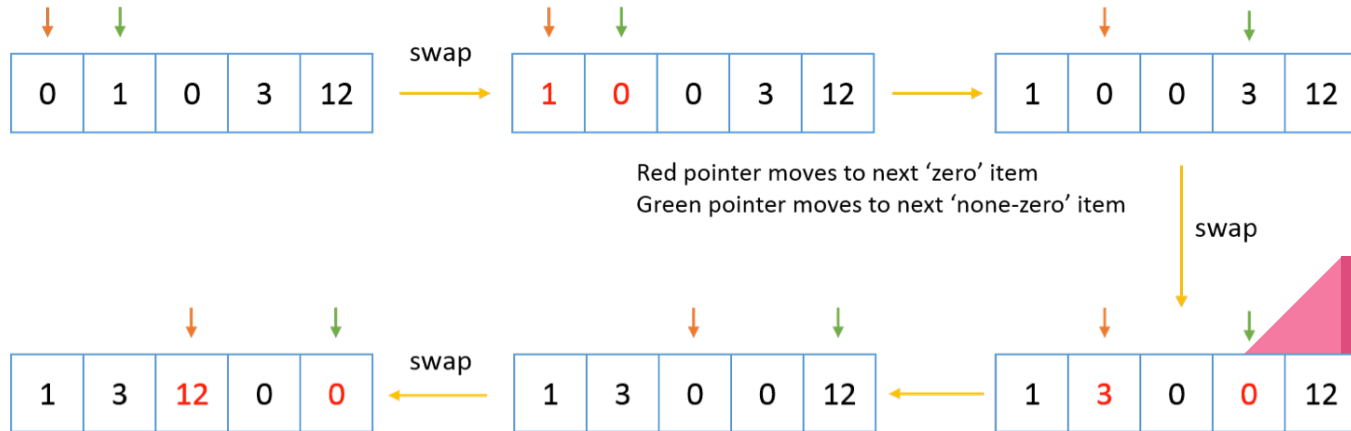 0 1 0 3 12
swap
1 0 0 3 12
1 0 0 3 12
Red pointer moves to next ‘zero’ item
Green pointer moves to next ‘none-zero’ item
swap
1 3 0 0 12
1 3 0 0 12
swap
1 3 12 0 0